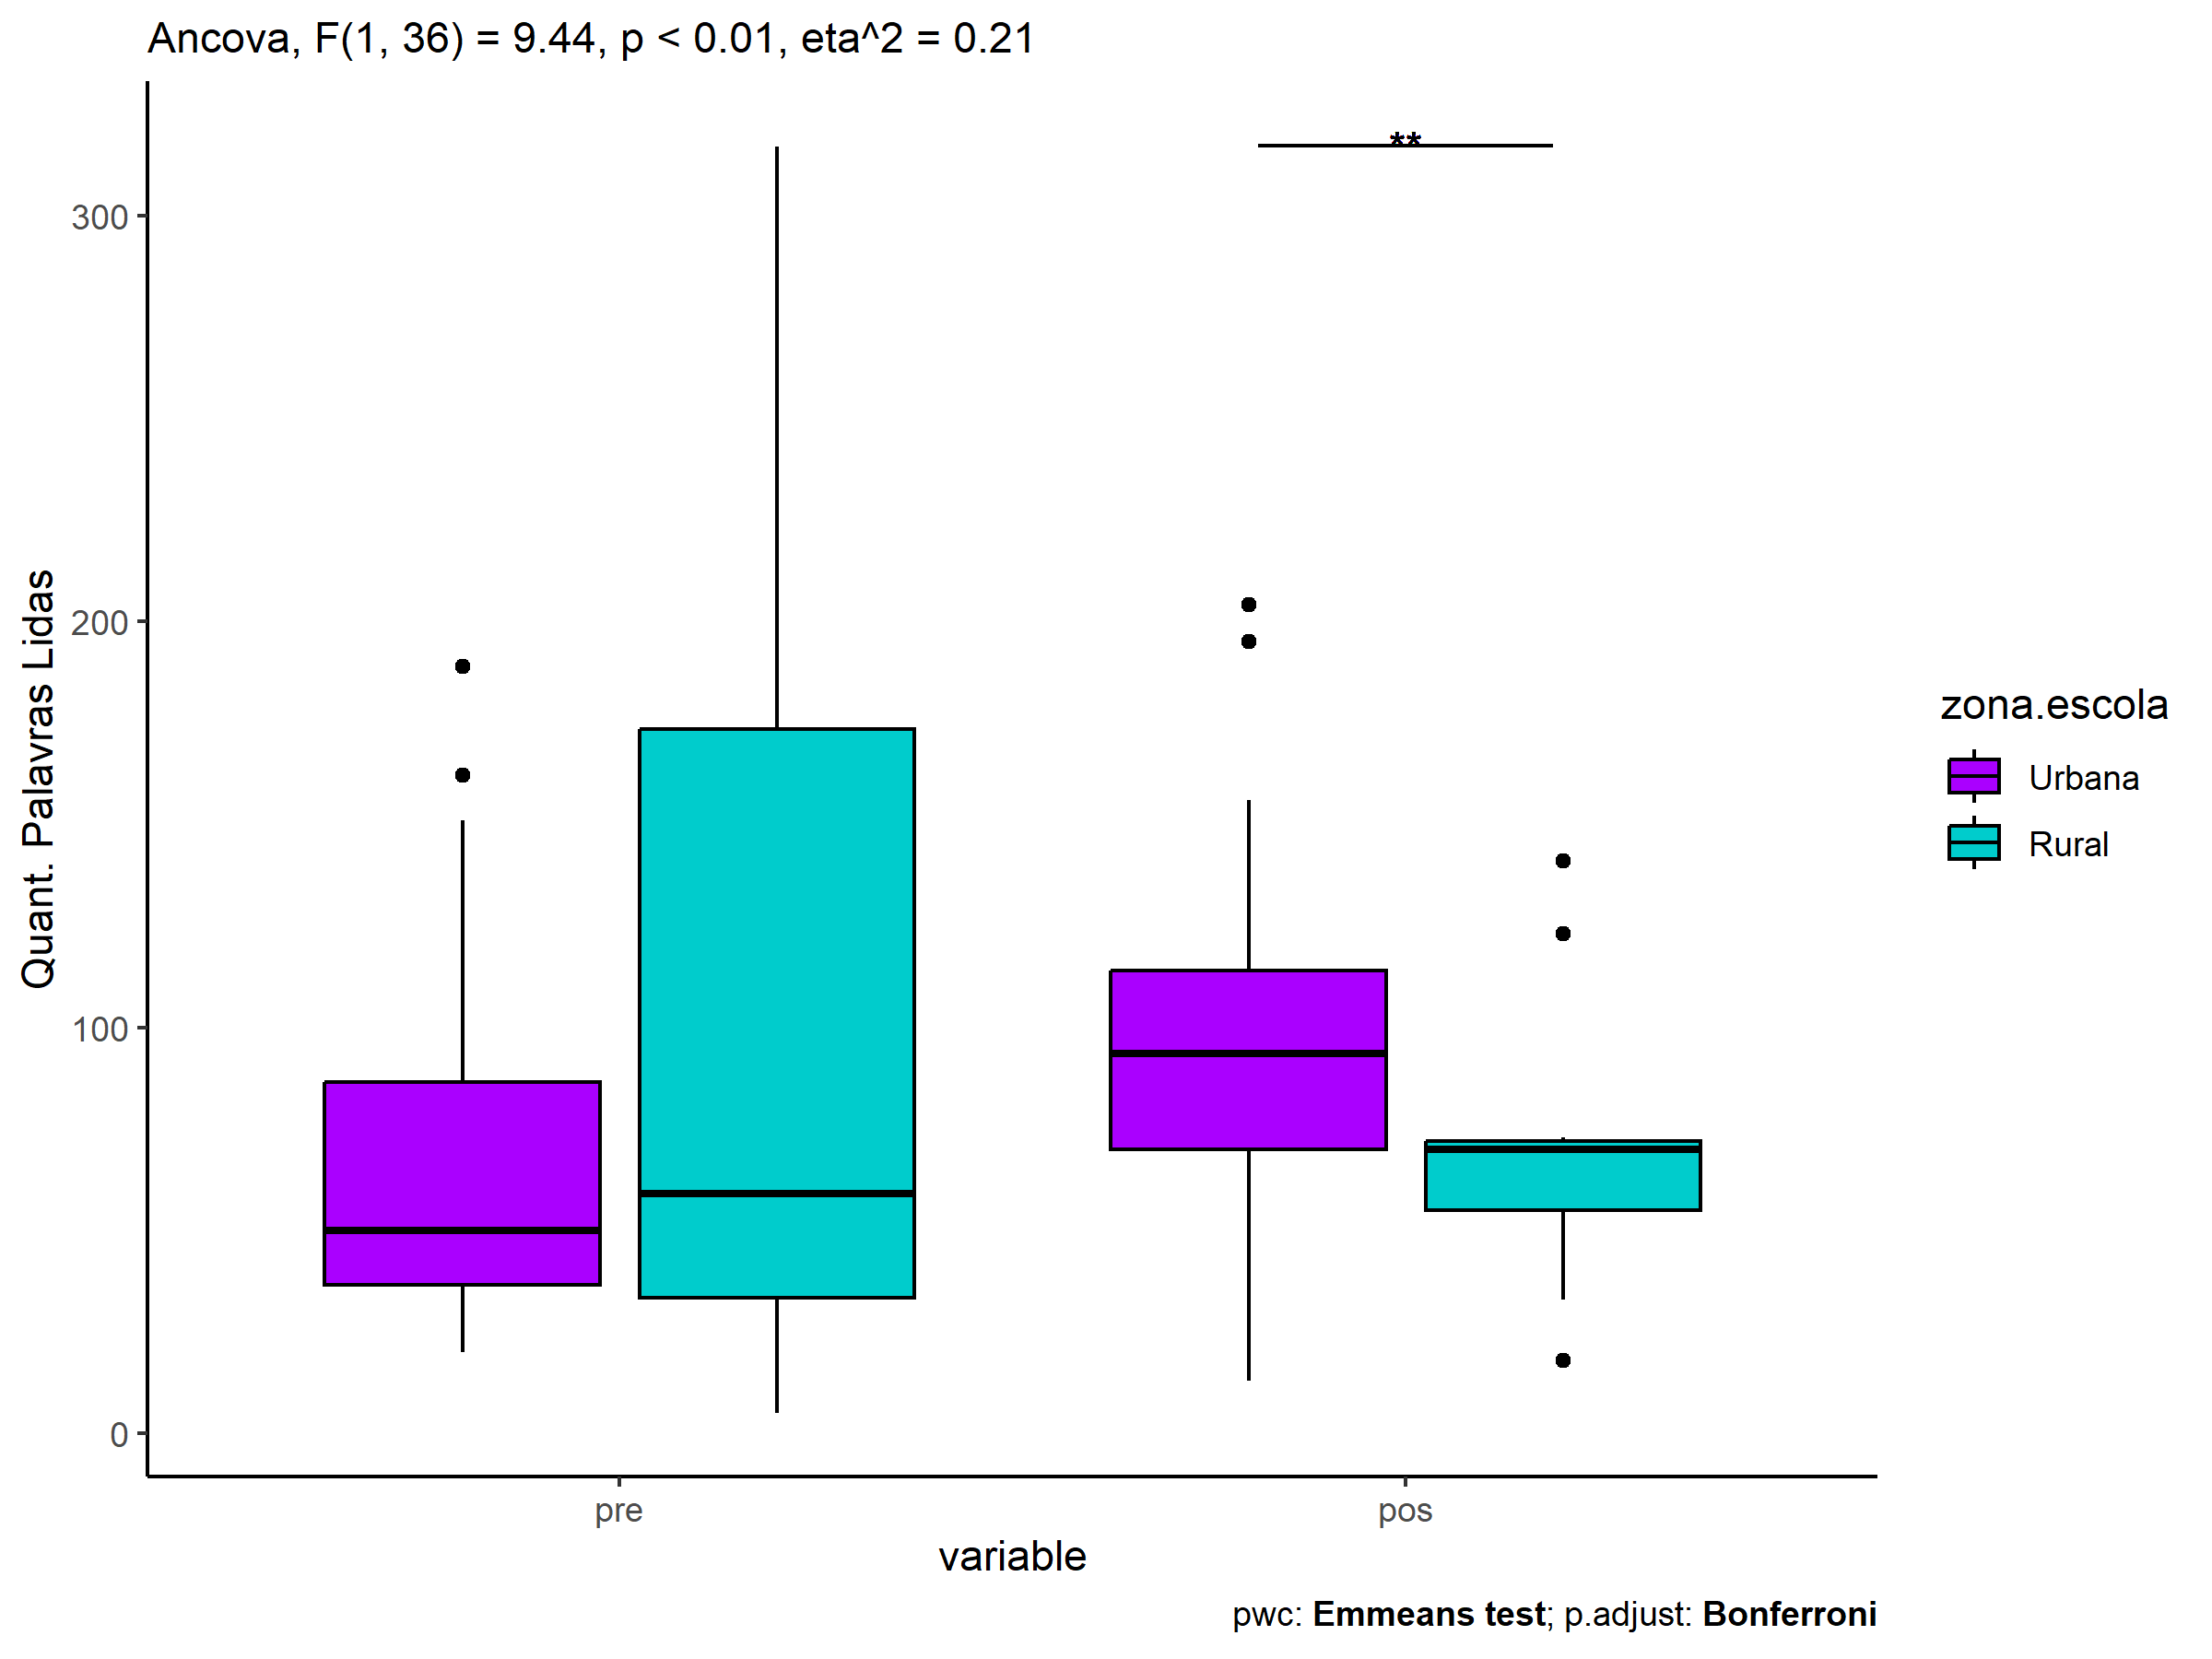 Ancova, F(1, 36) = 9.44, p < 0.01, eta^2 = 0.21
**
300
200
100
0
Quant. Palavras Lidas
pre
pos
variable
zona.escola
Urbana
Rural
pwc: Emmeans test; p.adjust: Bonferroni